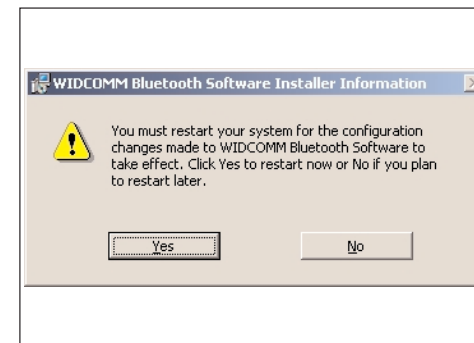 WIDCOMM Bluetooth Software Installer Information
You must restart your system for the configuration
changes made to WIDCOMM Bluetooth Software to
take effect. Click Yes to restart now or No if you plan
to restart later.
Yes
No